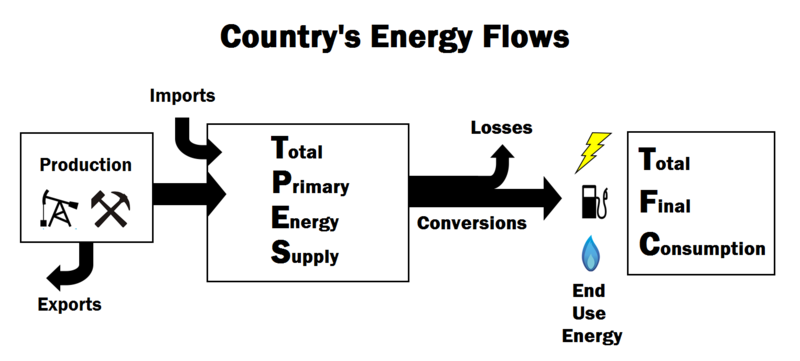 Country's Energy Flows
Imports
Production
Exports
Total
Primary
Energy
Supply
Losses
Conversions
End
Use
Energy
Total
Final
Consumption